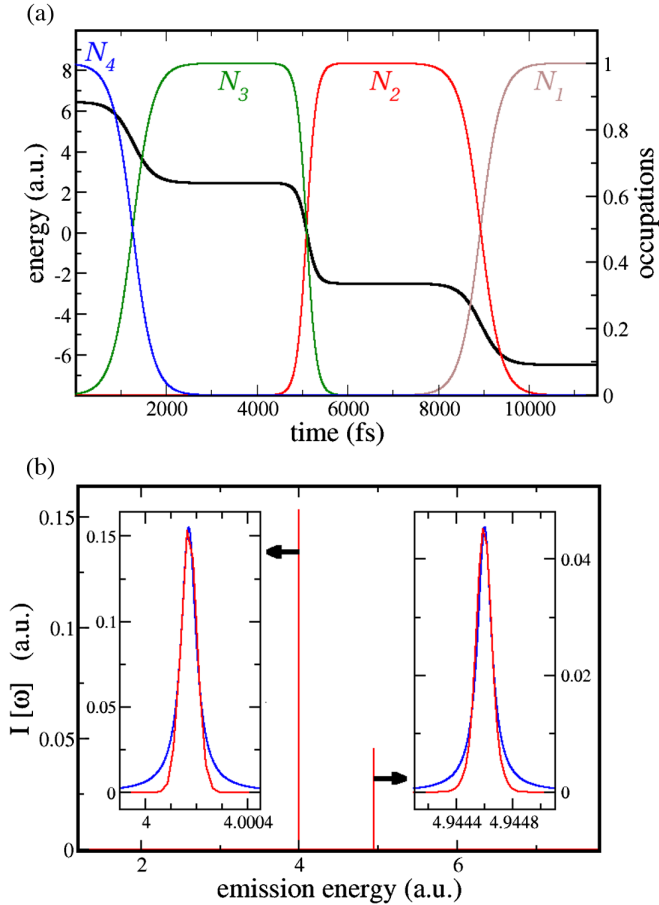 (a)
N4
N3
N2
N1
energy (a.u.)
8
6
4
2
0
-2
-4
-6
occupations
1
0.8
0.6
0.4
0.2
0
2000 4000 6000 8000 10000
time (fs)
(b)
I [ω] (a.u.)
0.15
0.1
0.05
0
0.15
0.1
0.05
0
4 4.0004
0.04
0.02
0
4.9444 4.9448
2 4 6
emission energy (a.u.)